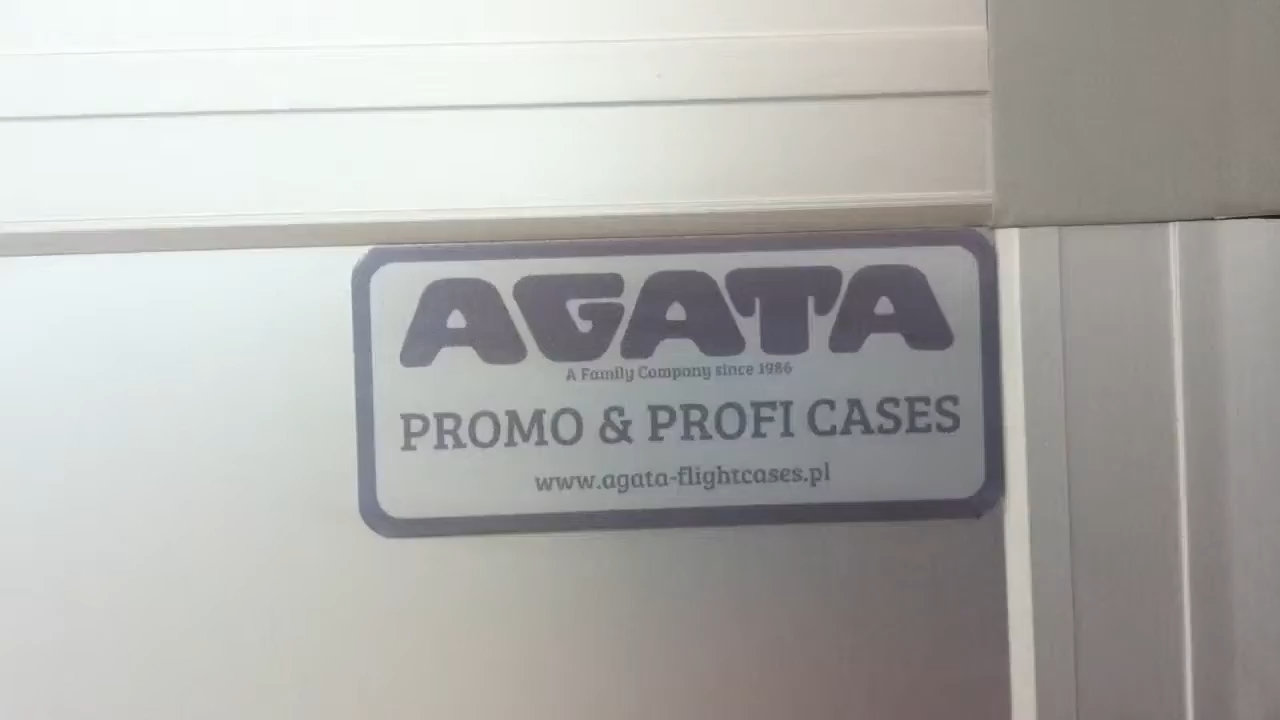 AGATA
A Family Company since 1986
PROMO & PROFI CASES
www.agata-flightcases.pl